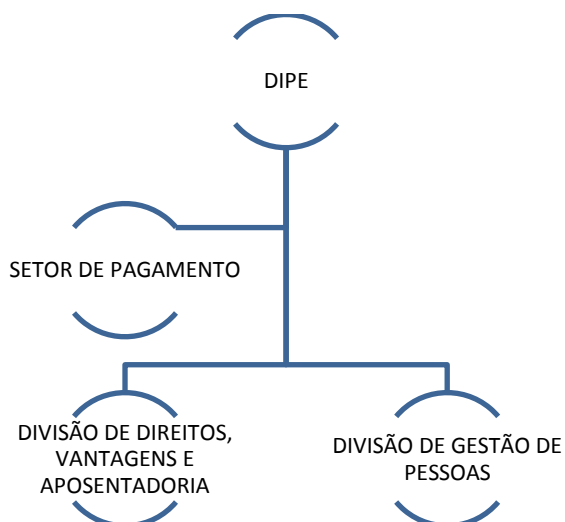 DIPE
SETOR DE PAGAMENTO
DIVISÃO DE DIREITOS,
VANTAGENS E
APOSENTADORIA
DIVISÃO DE GESTÃO DE
PESSOAS